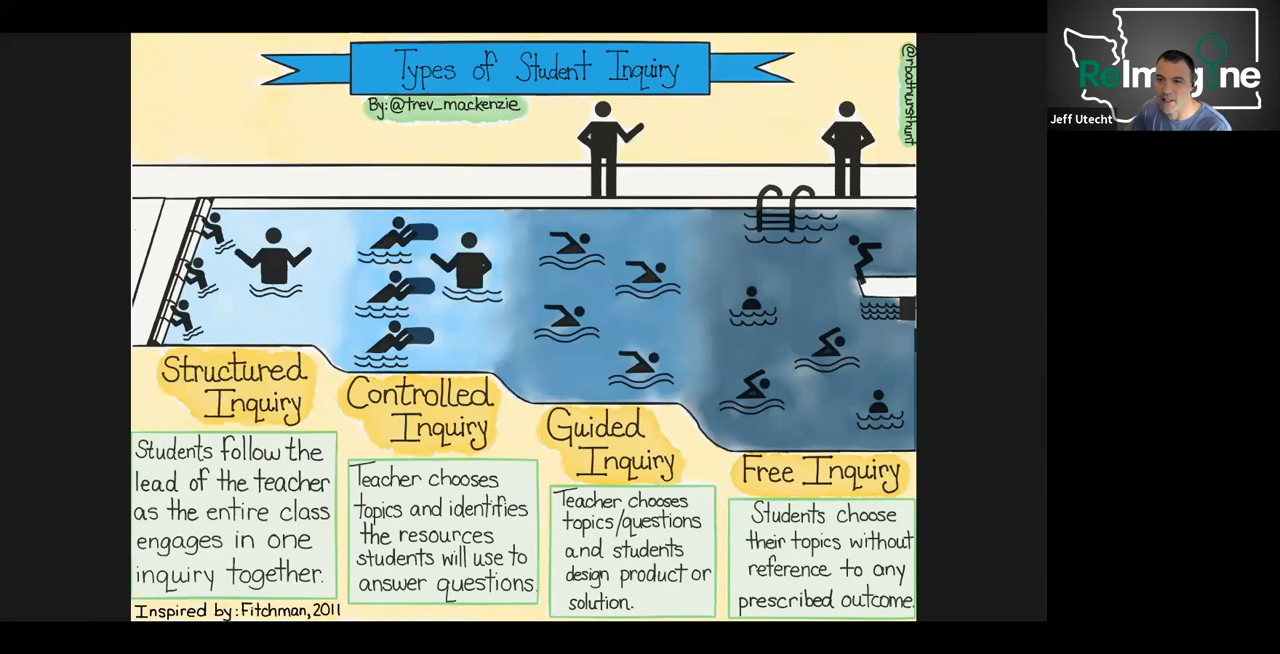 Types of Student Inquiry
By: @trev_mackenzie
@rbathursthunt
Structured
Inquiry
Students follow the
lead of the teacher
as the entire class
engages in one
inquiry together.
Inspired by: Fitchman, 2011
Controlled
Inquiry
Teacher chooses
topics and identifies
the resources
students will use to
answer questions.
Guided
Inquiry
Teacher chooses
topics/questions
and students
design product or
solution.
Free Inquiry
Students choose
their topics without
reference to any
prescribed outcome.
ReImagine
Jeff Utecht